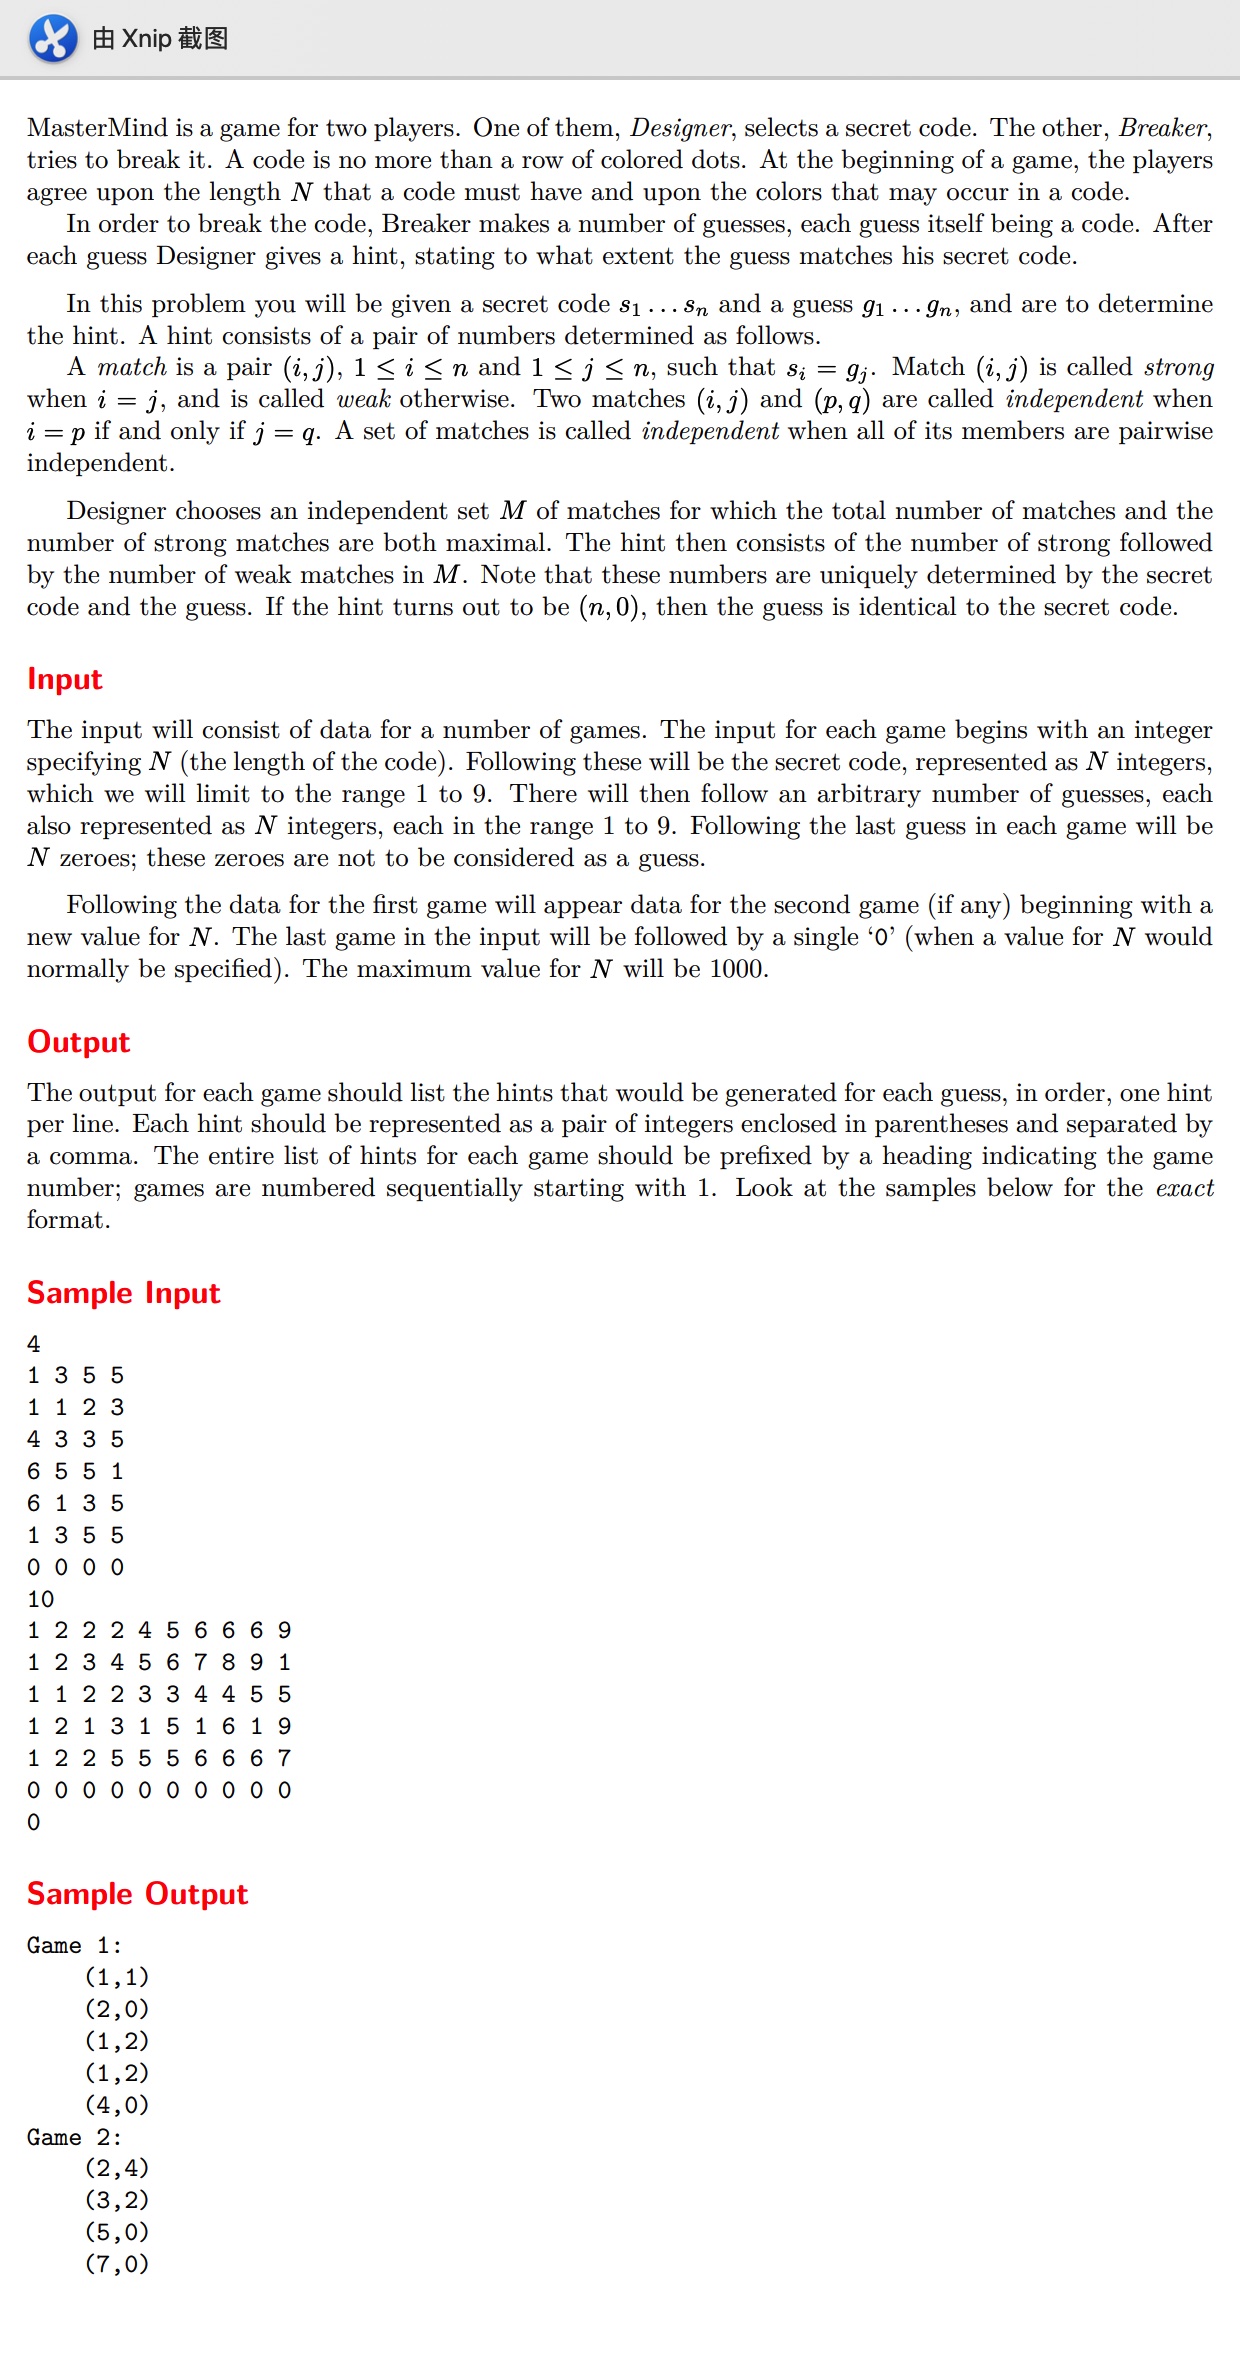 由 Xnip 截图
MasterMind is a game for two players. One of them, Designer, selects a secret code. The other, Breaker,
tries to break it. A code is no more than a row of colored dots. At the beginning of a game, the players
agree upon the length N that a code must have and upon the colors that may occur in a code.
In order to break the code, Breaker makes a number of guesses, each guess itself being a code. After
each guess Designer gives a hint, stating to what extent the guess matches his secret code.
In this problem you will be given a secret code s₁ . . . sₙ and a guess g₁ . . . gₙ, and are to determine
the hint. A hint consists of a pair of numbers determined as follows.
A match is a pair (i, j), 1 ≤ i ≤ n and 1 ≤ j ≤ n, such that sᵢ = gⱼ. Match (i, j) is called strong
when i = j, and is called weak otherwise. Two matches (i, j) and (p, q) are called independent when
i = p if and only if j = q. A set of matches is called independent when all of its members are pairwise
independent.
Designer chooses an independent set M of matches for which the total number of matches and the
number of strong matches are both maximal. The hint then consists of the number of strong followed
by the number of weak matches in M. Note that these numbers are uniquely determined by the secret
code and the guess. If the hint turns out to be (n, 0), then the guess is identical to the secret code.
Input
The input will consist of data for a number of games. The input for each game begins with an integer
specifying N (the length of the code). Following these will be the secret code, represented as N integers,
which we will limit to the range 1 to 9. There will then follow an arbitrary number of guesses, each
also represented as N integers, each in the range 1 to 9. Following the last guess in each game will be
N zeroes; these zeroes are not to be considered as a guess.
Following the data for the first game will appear data for the second game (if any) beginning with a
new value for N. The last game in the input will be followed by a single ‘0’ (when a value for N would
normally be specified). The maximum value for N will be 1000.
Output
The output for each game should list the hints that would be generated for each guess, in order, one hint
per line. Each hint should be represented as a pair of integers enclosed in parentheses and separated by
a comma. The entire list of hints for each game should be prefixed by a heading indicating the game
number; games are numbered sequentially starting with 1. Look at the samples below for the exact
format.
Sample Input
4
1 3 5 5
1 1 2 3
4 3 3 5
6 5 5 1
6 1 3 5
1 3 5 5
0 0 0 0
10
1 2 2 2 4 5 6 6 6 9
1 2 3 4 5 6 7 8 9 1
1 1 2 2 3 3 4 4 5 5
1 2 1 3 1 5 1 6 1 9
1 2 2 5 5 5 6 6 6 7
0 0 0 0 0 0 0 0 0 0
0
Sample Output
Game 1:
(1,1)
(2,0)
(1,2)
(1,2)
(4,0)
Game 2:
(2,4)
(3,2)
(5,0)
(7,0)